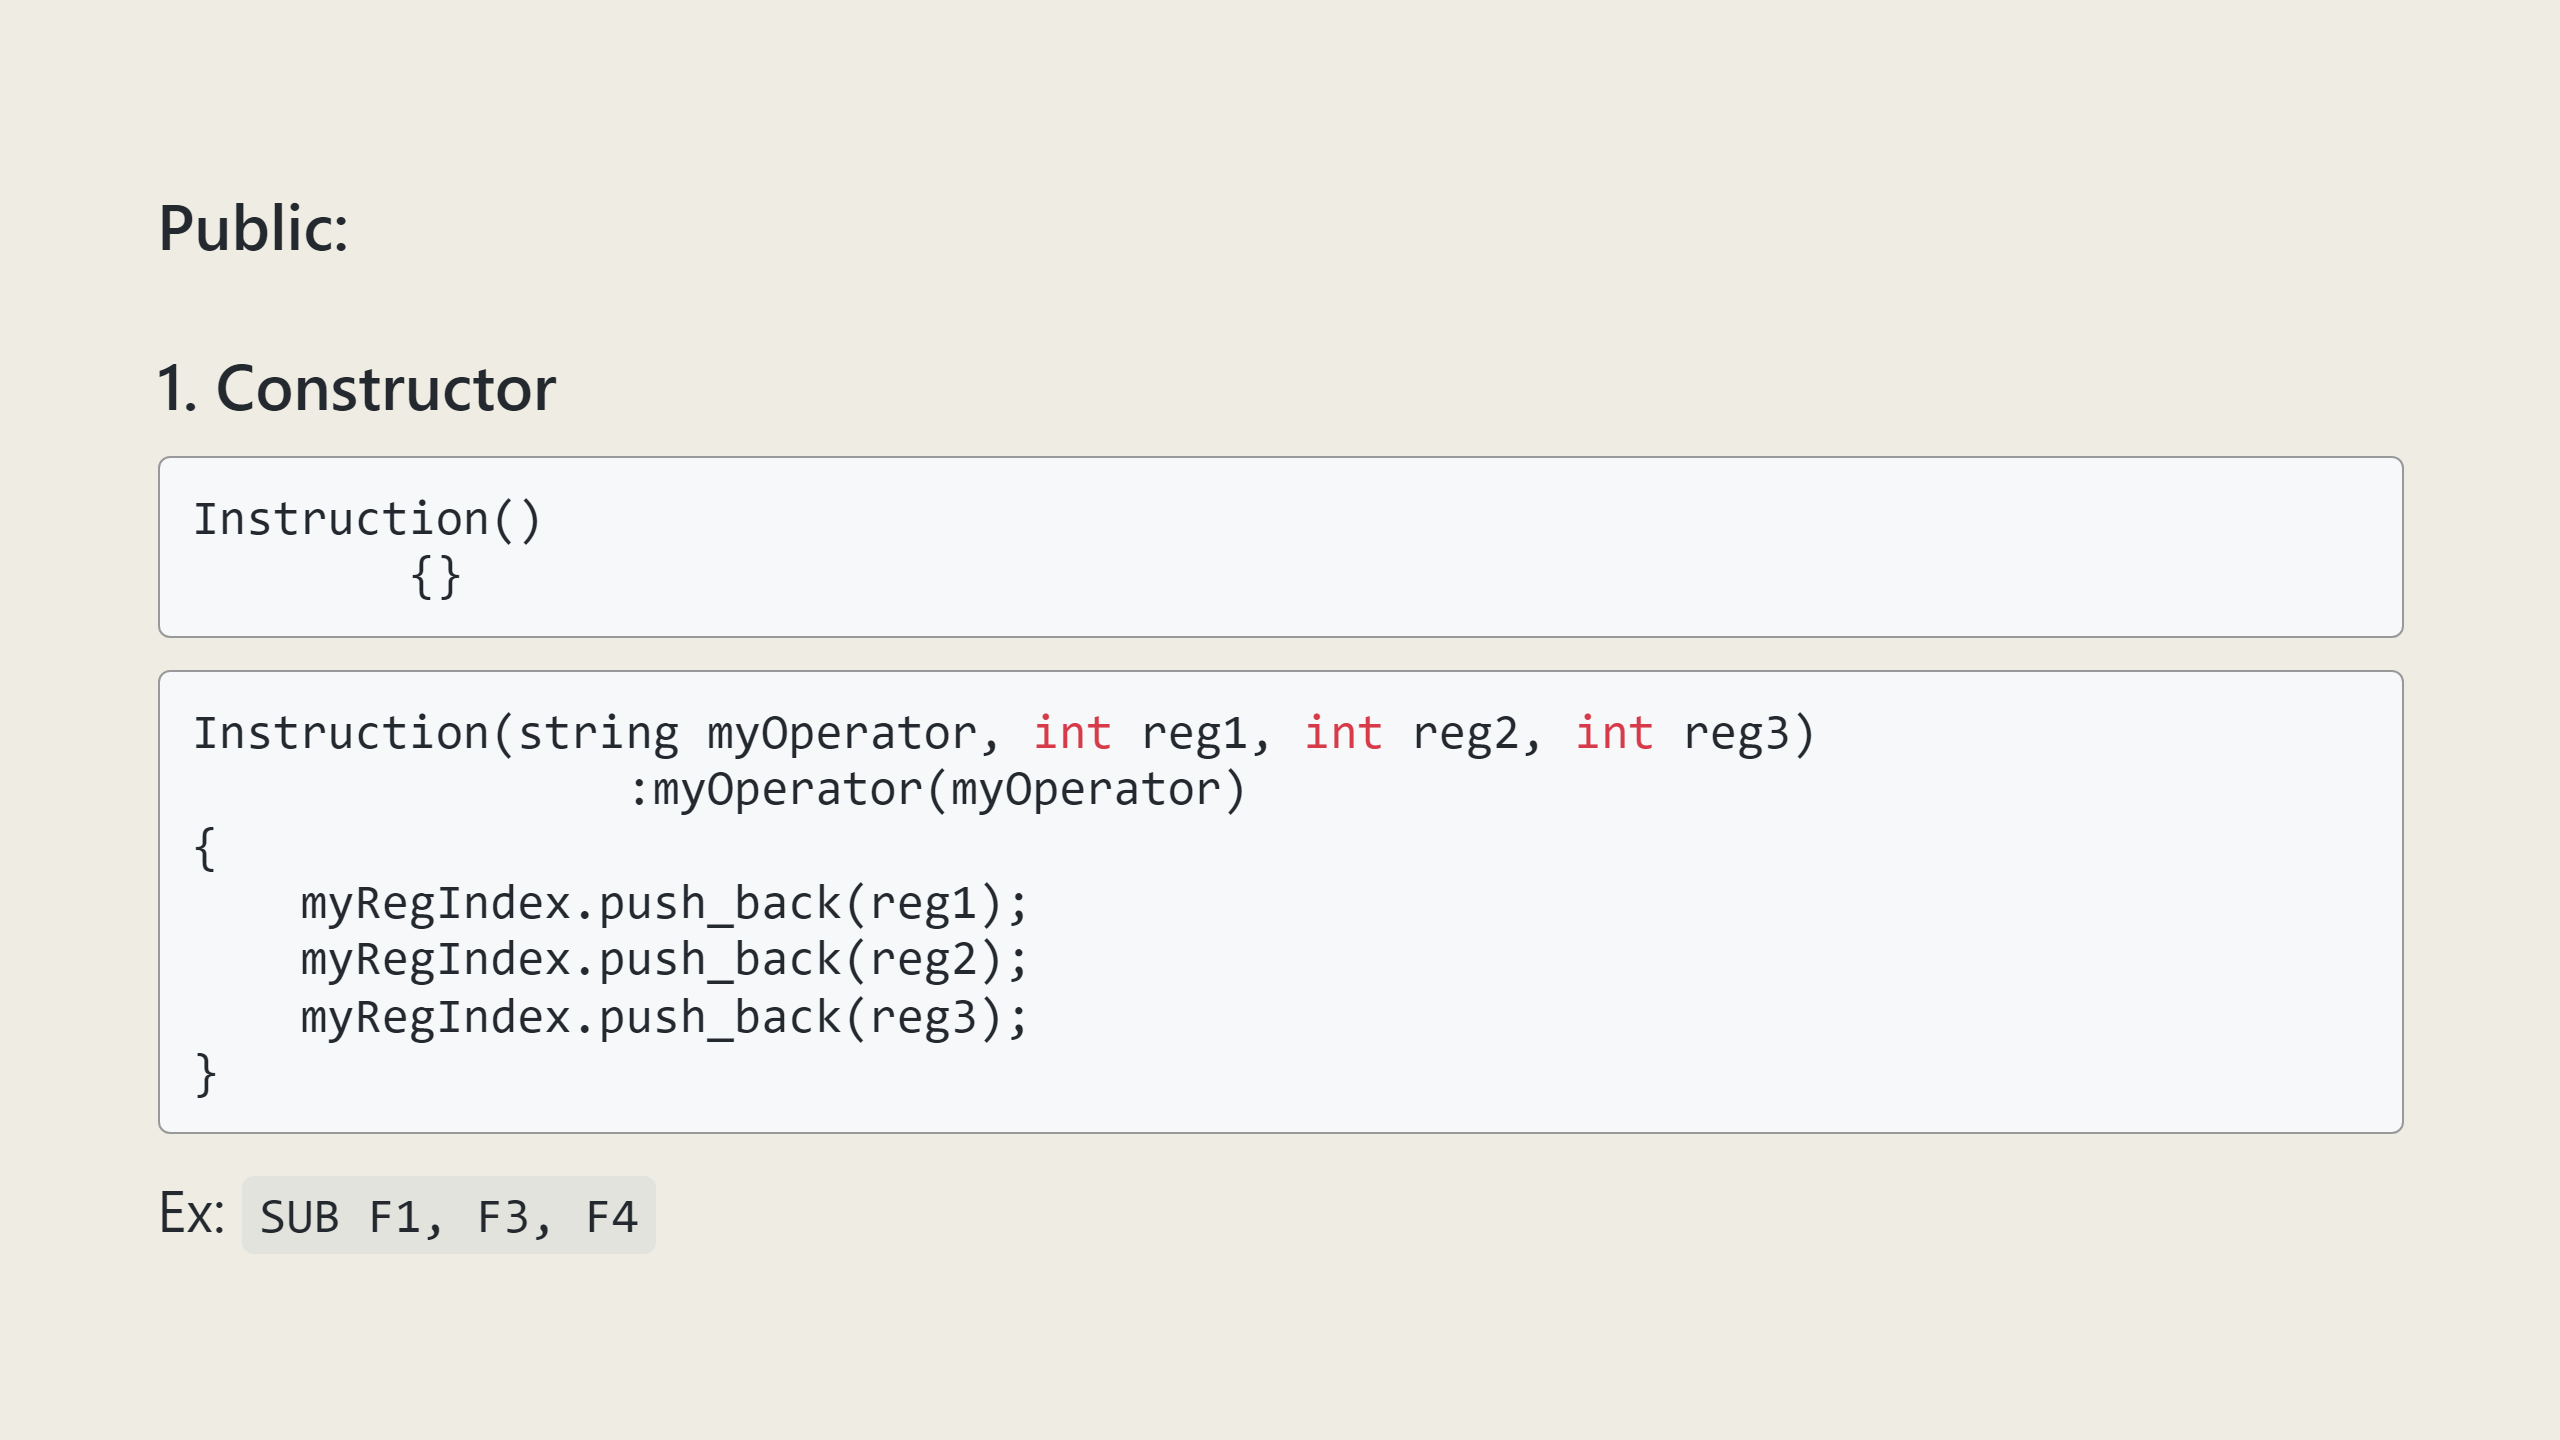 Public:
1. Constructor
Instruction()
        {}
Instruction(string myOperator, int reg1, int reg2, int reg3)
                :myOperator(myOperator)
{
    myRegIndex.push_back(reg1);
    myRegIndex.push_back(reg2);
    myRegIndex.push_back(reg3);
}
Ex: SUB F1, F3, F4